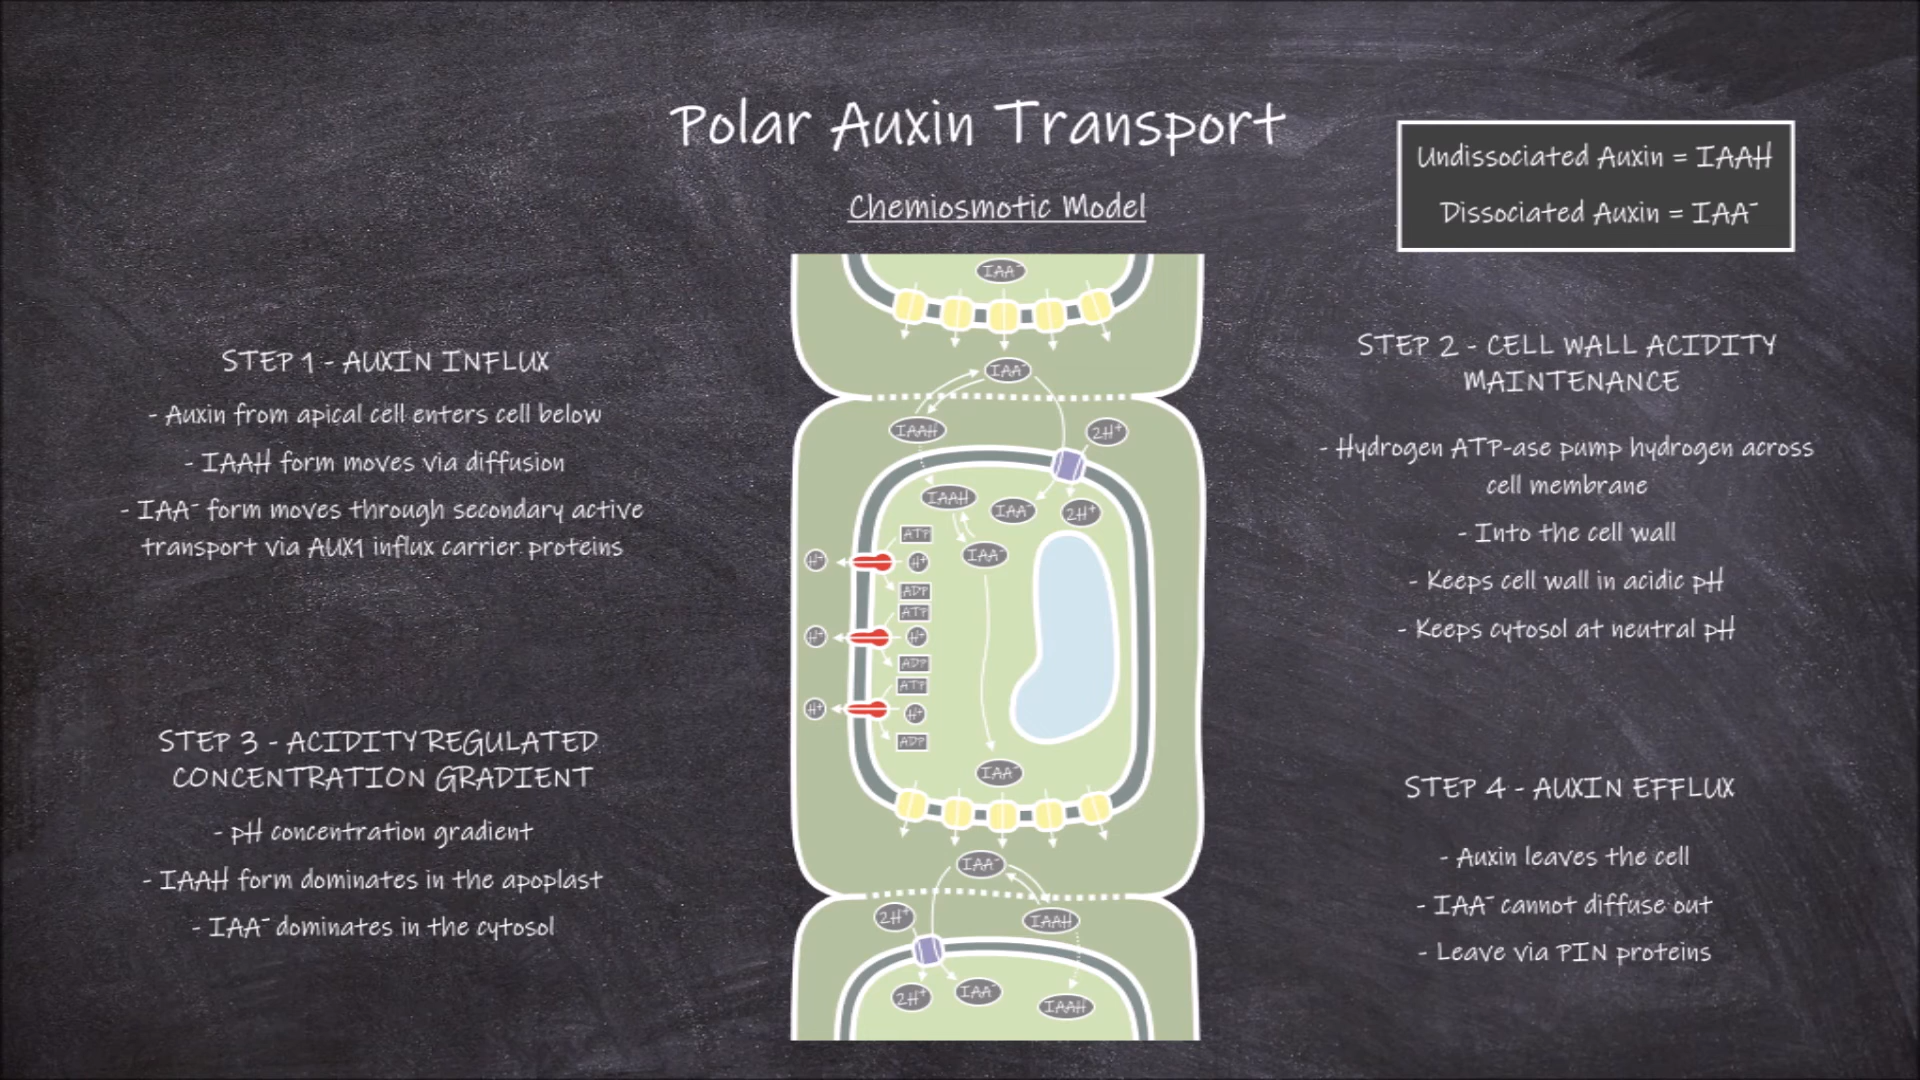 Polar Auxin Transport
Undissociated Auxin = IAAH
Dissociated Auxin = IAA⁻
Chemiosmotic Model
STEP 1 - AUXIN INFLUX
- Auxin from apical cell enters cell below
- IAAH form moves via diffusion
- IAA⁻ form moves through secondary active
transport via AUX1 influx carrier proteins
STEP 2 - CELL WALL ACIDITY
MAINTENANCE
- Hydrogen ATP-ase pump hydrogen across
cell membrane
- Into the cell wall
- Keeps cell wall in acidic pH
- Keeps cytosol at neutral pH
STEP 3 - ACIDITY REGULATED
CONCENTRATION GRADIENT
- pH concentration gradient
- IAAH form dominates in the apoplast
- IAA⁻ dominates in the cytosol
STEP 4 - AUXIN EFFLUX
- Auxin leaves the cell
- IAA⁻ cannot diffuse out
- Leave via PIN proteins
IAA⁻
IAA⁻
IAAH
2H⁺
IAAH
IAA⁻
2H⁺
ATP
IAA⁻
H⁺
H⁺
ADP
ATP
H⁺
H⁺
ADP
ATP
H⁺
H⁺
ADP
IAA⁻
IAA⁻
2H⁺
IAAH
2H⁺
IAA⁻
IAAH